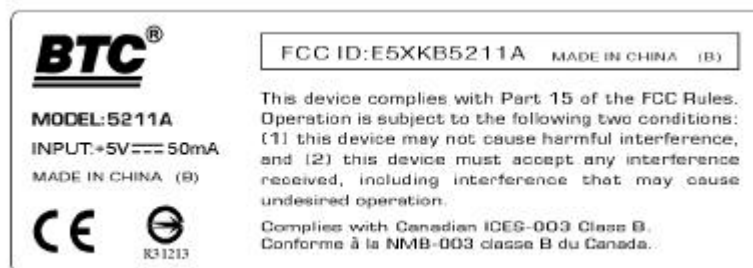 BTC®
MODEL:5211A
INPUT:+5V 50mA
MADE IN CHINA (B)
CE
R31213
FCC ID:E5XKB5211A MADE IN CHINA (B)
This device complies with Part 15 of the FCC Rules.
Operation is subject to the following two conditions:
(1) this device may not cause harmful interference,
and (2) this device must accept any interference
received, including interference that may cause
undesired operation.
Complies with Canadian ICES-003 Class B.
Conforme à la NMB-003 classe B du Canada.